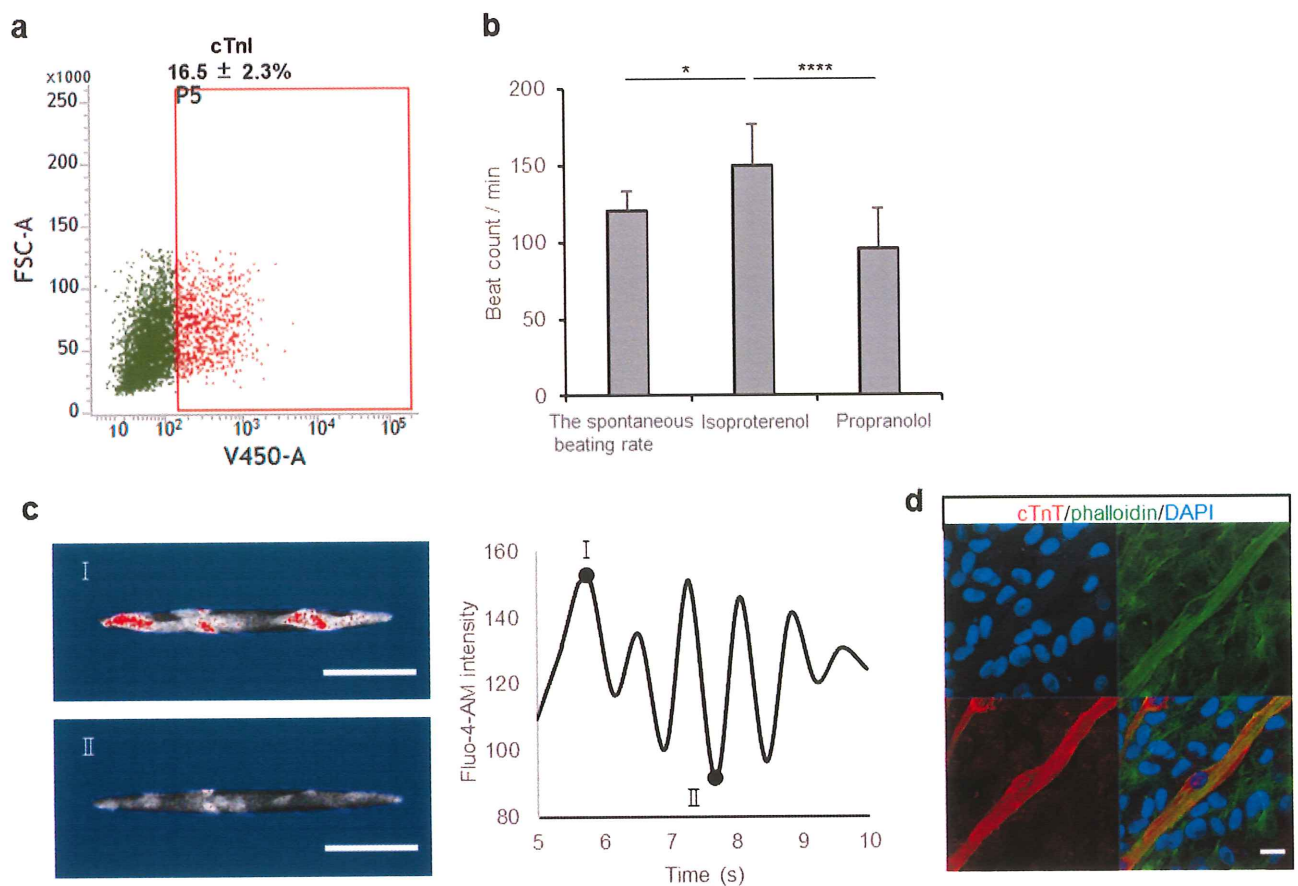 a
cTnI
16.5 ± 2.3%
x1000
P5
250
200
150
100
50
0
FSC-A
10 10² 10³ 10⁴ 10⁵
V450-A
b
* ****
200
150
100
50
0
Beat count / min
The spontaneous beating rate
Isoproterenol
Propranolol
c
I
II
160
140
120
100
80
Fluo-4-AM intensity
I
II
5 6 7 8 9 10
Time (s)
d
cTnT/phalloidin/DAPI